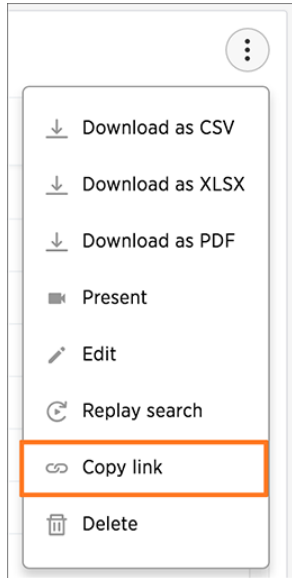 Download as CSV
Download as XLSX
Download as PDF
Present
Edit
Replay search
Copy link
Delete